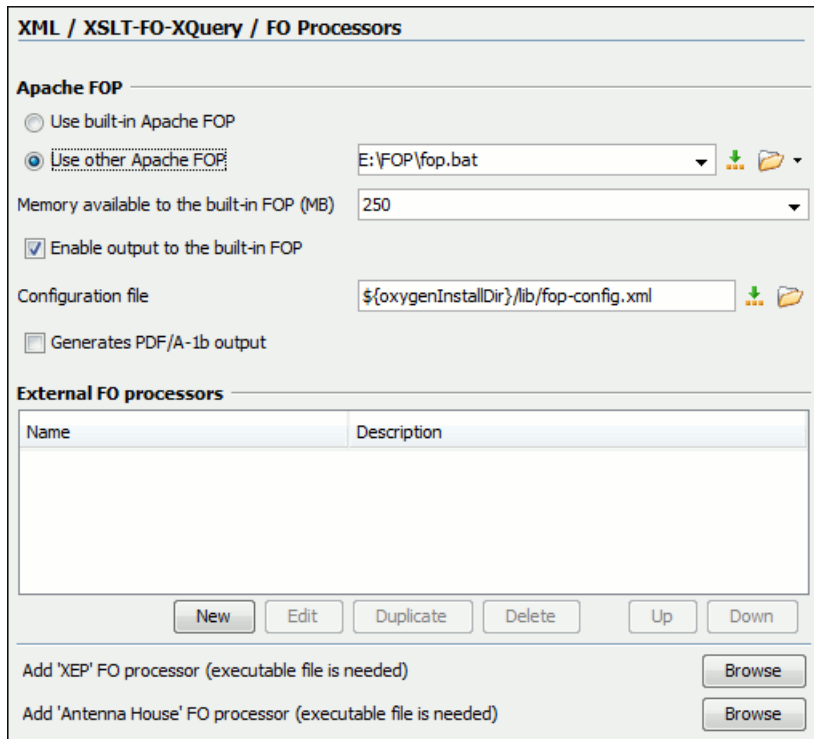 XML / XSLT-FO-XQuery / FO Processors
Apache FOP
Use built-in Apache FOP
Use other Apache FOP E:\FOP\fop.bat
Memory available to the built-in FOP (MB) 250
Enable output to the built-in FOP
Configuration file ${oxygenInstallDir}/lib/fop-config.xml
Generates PDF/A-1b output
External FO processors
Name Description
New Edit Duplicate Delete Up Down
Add 'XEP' FO processor (executable file is needed) Browse
Add 'Antenna House' FO processor (executable file is needed) Browse